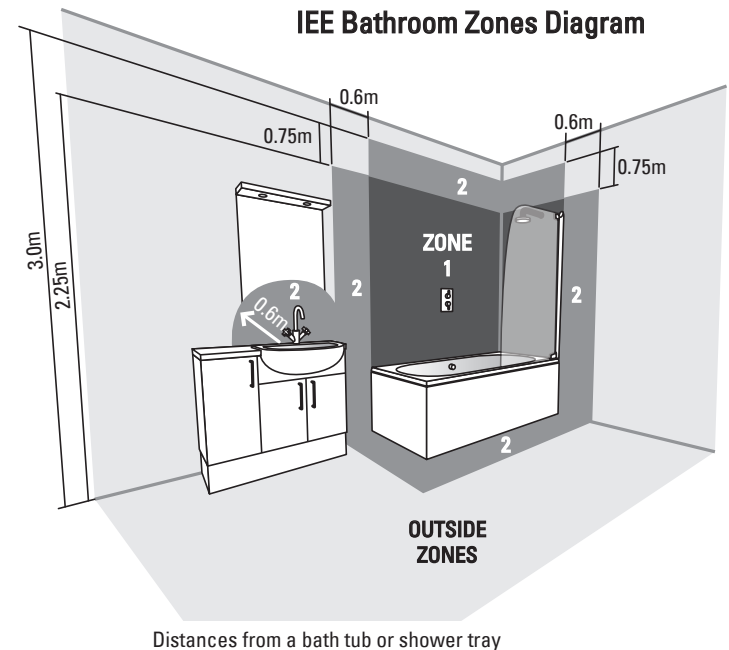 IEE Bathroom Zones Diagram
0.6m
0.75m
0.6m
0.75m
2
ZONE
1
3.0m
2.25m
2
2
2
0.6m
2
OUTSIDE
ZONES
Distances from a bath tub or shower tray